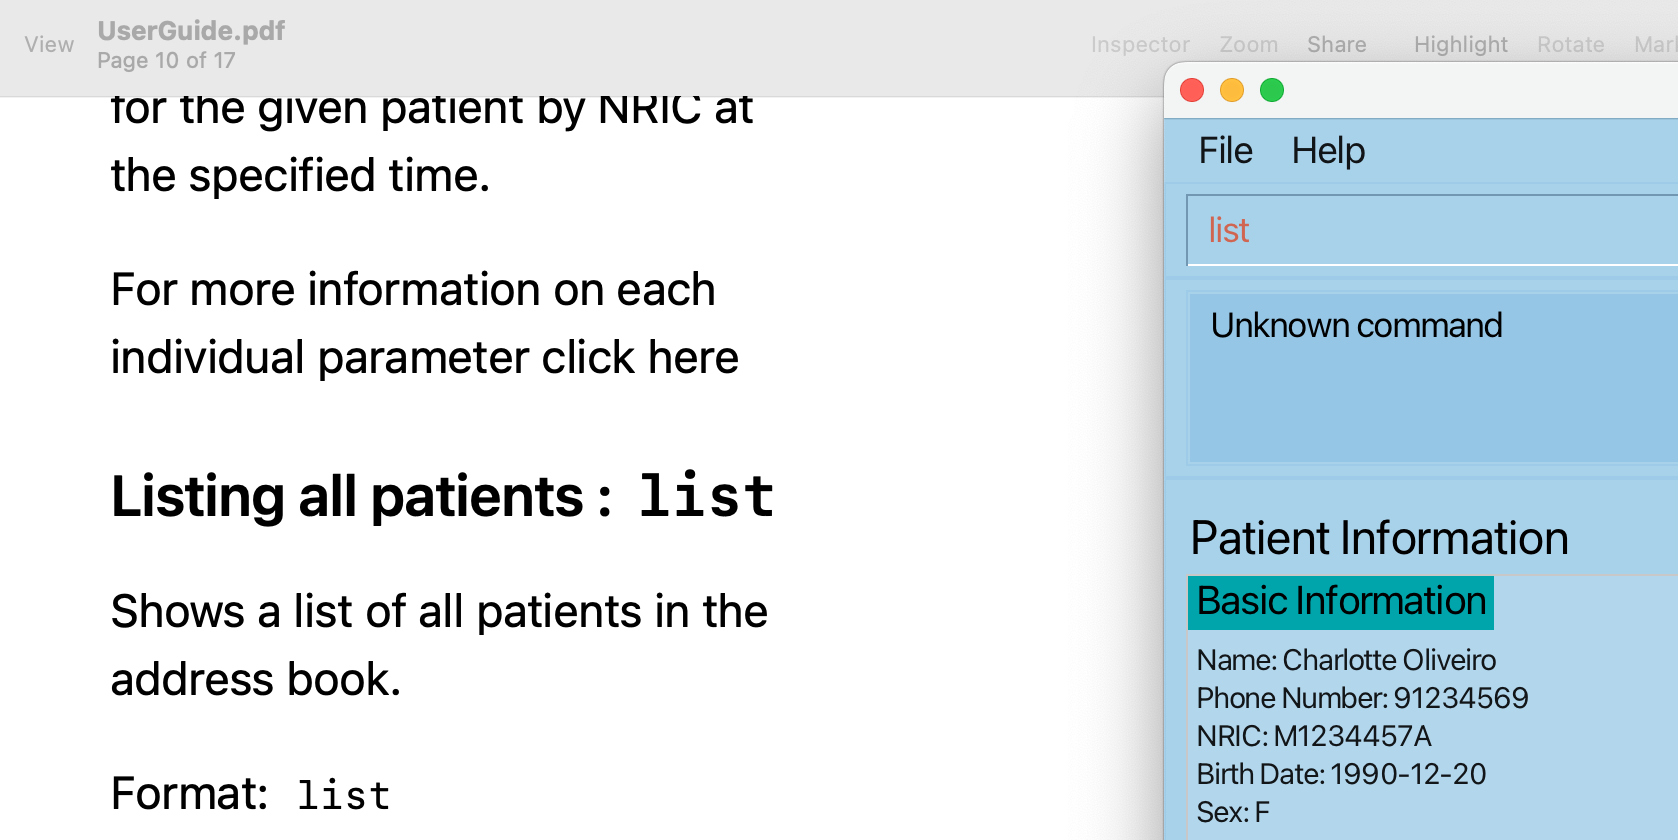 View
UserGuide.pdf
Page 10 of 17
Inspector Zoom Share Highlight Rotate
for the given patient by NRIC at
the specified time.
For more information on each
individual parameter click here
Listing all patients : list
Shows a list of all patients in the
address book.
Format: list
File Help
list
Unknown command
Patient Information
Basic Information
Name: Charlotte Oliveiro
Phone Number: 91234569
NRIC: M1234457A
Birth Date: 1990-12-20
Sex: F